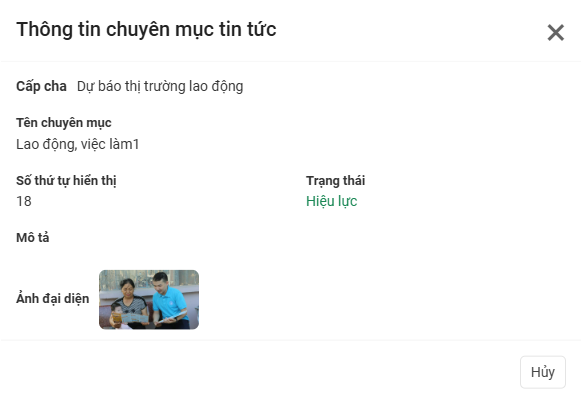 Thông tin chuyên mục tin tức
Cấp cha Dự báo thị trường lao động
Tên chuyên mục
Lao động, việc làm1
Số thứ tự hiển thị Trạng thái
18 Hiệu lực
Mô tả
Ảnh đại diện
Hủy